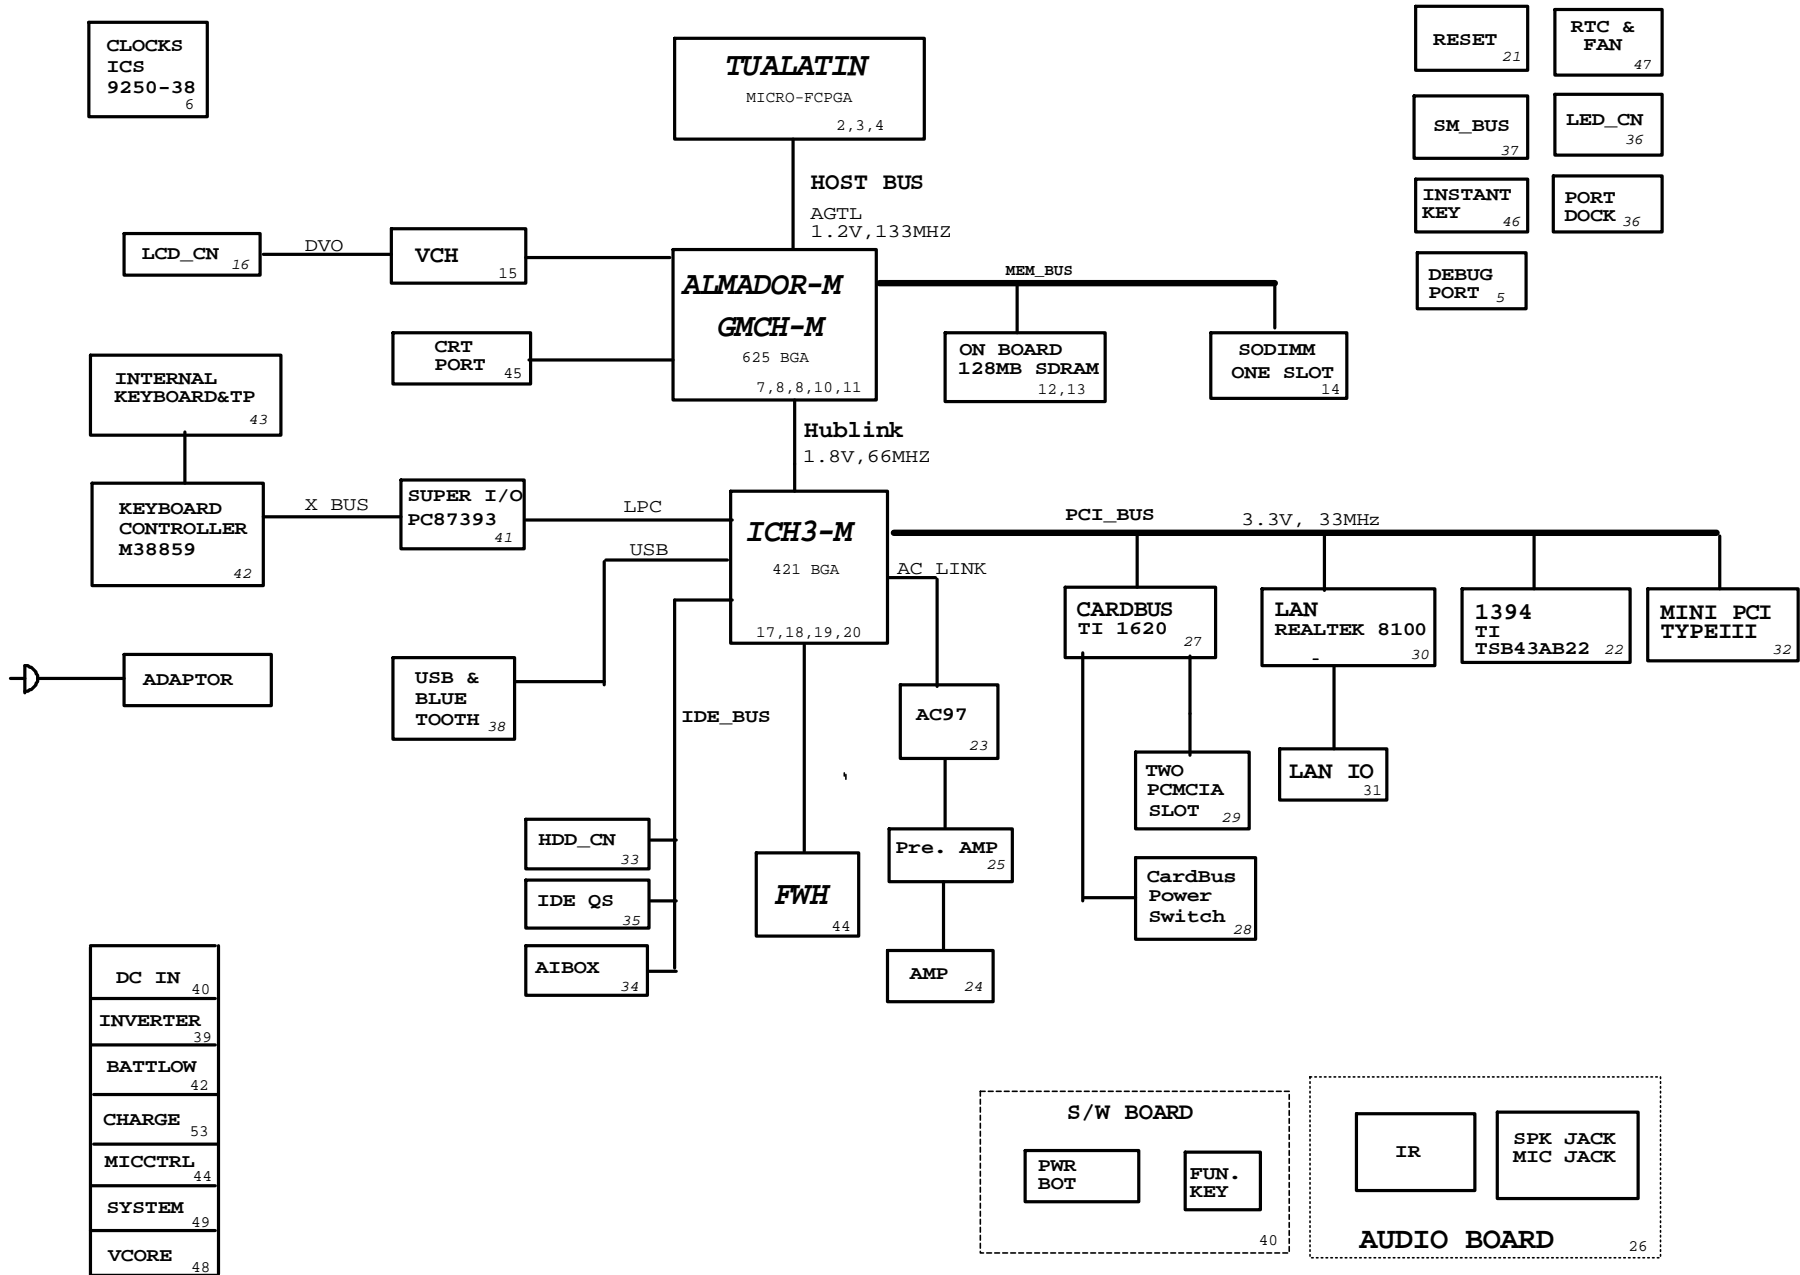 CLOCKS
ICS
9250-38
6
TUALATIN
MICRO-FCPGA
2,3,4
RESET
21
RTC &
FAN
47
SM_BUS
37
LED_CN
36
INSTANT
KEY
46
PORT
DOCK
36
DEBUG
PORT
5
HOST BUS
AGTL
1.2V,133MHZ
LCD_CN
16
DVO
VCH
15
ALMADOR-M
GMCH-M
625 BGA
7,8,8,10,11
MEM_BUS
CRT
PORT
45
ON BOARD
128MB SDRAM
12,13
SODIMM
ONE SLOT
14
INTERNAL
KEYBOARD&TP
43
Hublink
1.8V,66MHZ
KEYBOARD
CONTROLLER
M38859
42
X BUS
SUPER I/O
PC87393
41
LPC
USB
ICH3-M
421 BGA
17,18,19,20
AC LINK
PCI_BUS
3.3V, 33MHz
CARDBUS
TI 1620
27
LAN
REALTEK 8100
-
30
1394
TI
TSB43AB22
22
MINI PCI
TYPEIII
32
ADAPTOR
USB &
BLUE
TOOTH
38
IDE_BUS
AC97
23
TWO
PCMCIA
SLOT
29
LAN IO
31
HDD_CN
33
IDE QS
35
AIBOX
34
FWH
44
Pre. AMP
25
AMP
24
CardBus
Power
Switch
28
DC IN
40
INVERTER
39
BATTLOW
42
CHARGE
53
MICCTRL
44
SYSTEM
49
VCORE
48
S/W BOARD
PWR
BOT
FUN.
KEY
40
IR
SPK JACK
MIC JACK
AUDIO BOARD
26